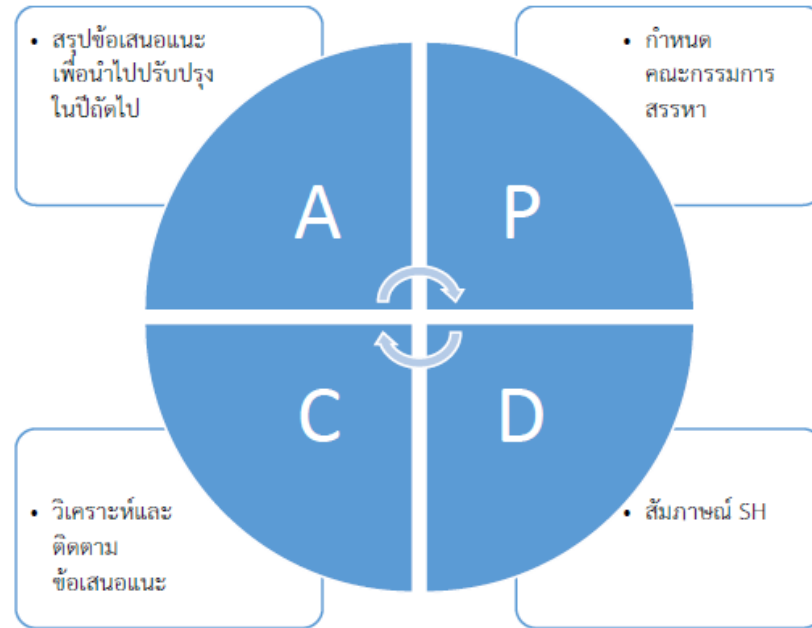 • สรุปข้อเสนอแนะ
เพื่อนำไปปรับปรุง
ในปีถัดไป
• กำหนด
คณะกรรมการ
สรรหา
A
P
C
D
• วิเคราะห์และ
ติดตาม
ข้อเสนอแนะ
• สัมภาษณ์ SH